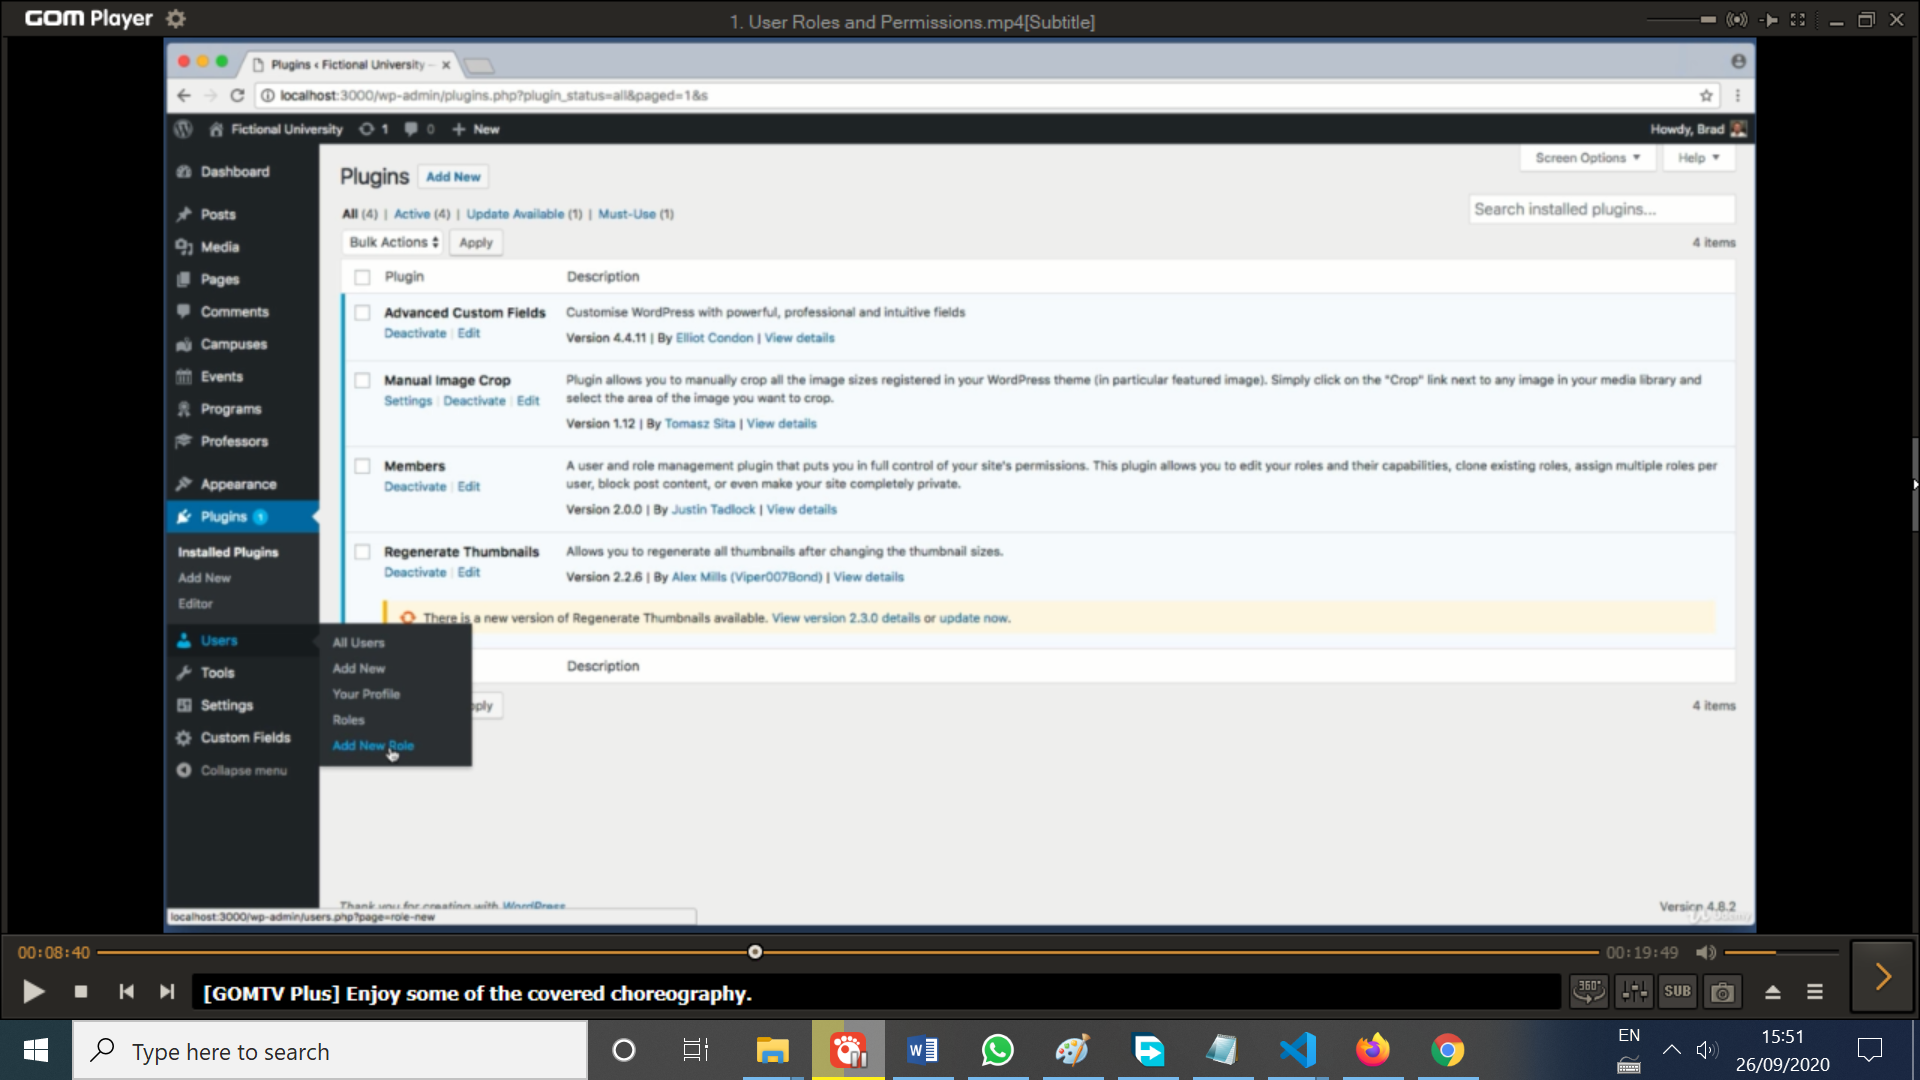 GOM Player
1. User Roles and Permissions.mp4[Subtitle]
Plugins ‹ Fictional University –
localhost:3000/wp-admin/plugins.php?plugin_status=all&paged=1&s
Fictional University 1 0 + New
Howdy, Brad
Screen Options Help
Dashboard
Posts
Media
Pages
Comments
Campuses
Events
Programs
Professors
Appearance
Plugins 1
Installed Plugins
Add New
Editor
Users
Tools
Settings
Custom Fields
Collapse menu
All Users
Add New
Your Profile
Roles
Add New Role
Plugins Add New
All (4) | Active (4) | Update Available (1) | Must-Use (1)
Search installed plugins...
Bulk Actions Apply
4 items
Plugin Description
Advanced Custom Fields
Deactivate | Edit
Customise WordPress with powerful, professional and intuitive fields
Version 4.4.11 | By Elliot Condon | View details
Manual Image Crop
Settings | Deactivate | Edit
Plugin allows you to manually crop all the image sizes registered in your WordPress theme (in particular featured image). Simply click on the "Crop" link next to any image in your media library and
select the area of the image you want to crop.
Version 1.12 | By Tomasz Sita | View details
Members
Deactivate | Edit
A user and role management plugin that puts you in full control of your site's permissions. This plugin allows you to edit your roles and their capabilities, clone existing roles, assign multiple roles per
user, block post content, or even make your site completely private.
Version 2.0.0 | By Justin Tadlock | View details
Regenerate Thumbnails
Deactivate | Edit
Allows you to regenerate all thumbnails after changing the thumbnail sizes.
Version 2.2.6 | By Alex Mills (Viper007Bond) | View details
There is a new version of Regenerate Thumbnails available. View version 2.3.0 details or update now.
Description
pply
4 items
Thank you for creating with WordPress
Version 4.8.2
localhost:3000/wp-admin/users.php?page=role-new
00:08:40
00:19:49
[GOMTV Plus] Enjoy some of the covered choreography.
360°
SUB
Type here to search
EN
15:51
26/09/2020